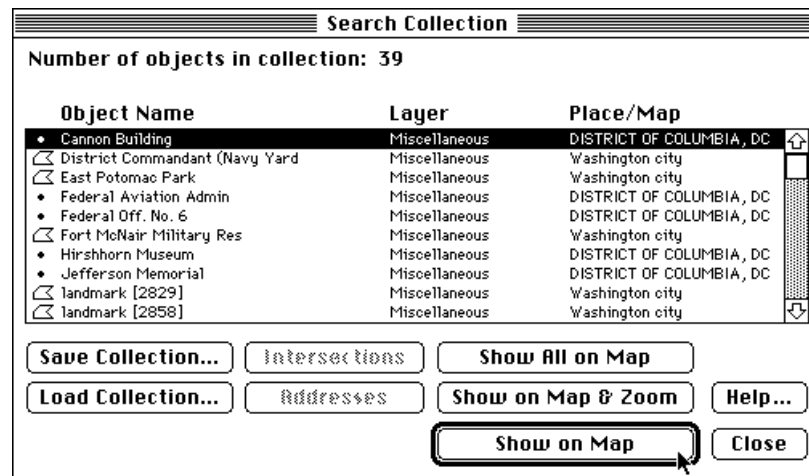 Search Collection
Number of objects in collection: 39
Object Name Layer Place/Map
Cannon Building Miscellaneous DISTRICT OF COLUMBIA, DC
District Commandant (Navy Yard Miscellaneous Washington city
East Potomac Park Miscellaneous Washington city
Federal Aviation Admin Miscellaneous DISTRICT OF COLUMBIA, DC
Federal Off. No. 6 Miscellaneous DISTRICT OF COLUMBIA, DC
Fort McNair Military Res Miscellaneous Washington city
Hirshhorn Museum Miscellaneous DISTRICT OF COLUMBIA, DC
Jefferson Memorial Miscellaneous DISTRICT OF COLUMBIA, DC
landmark [2829] Miscellaneous Washington city
landmark [2858] Miscellaneous Washington city
Save Collection... Intersections Show All on Map
Load Collection... Addresses Show on Map & Zoom Help...
Show on Map Close